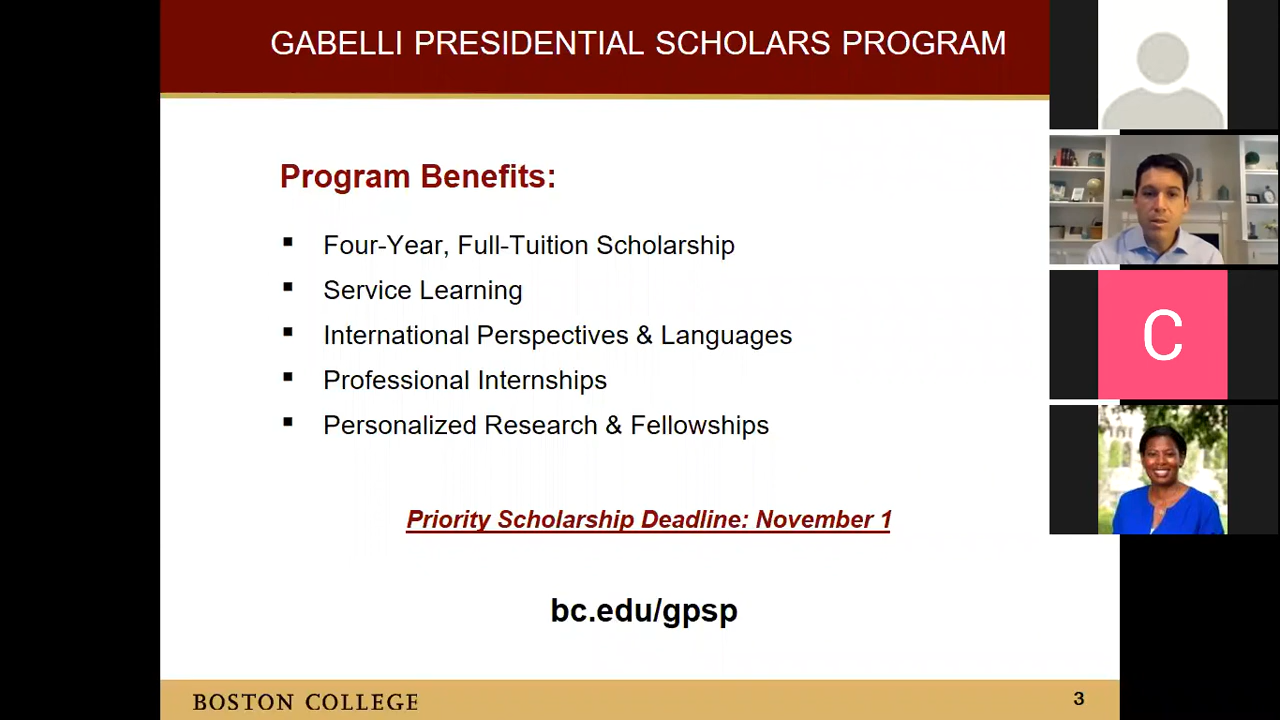 GABELLI PRESIDENTIAL SCHOLARS PROGRAM
Program Benefits:
Four-Year, Full-Tuition Scholarship
Service Learning
International Perspectives & Languages
Professional Internships
Personalized Research & Fellowships
Priority Scholarship Deadline: November 1
bc.edu/gpsp
BOSTON COLLEGE
3
C